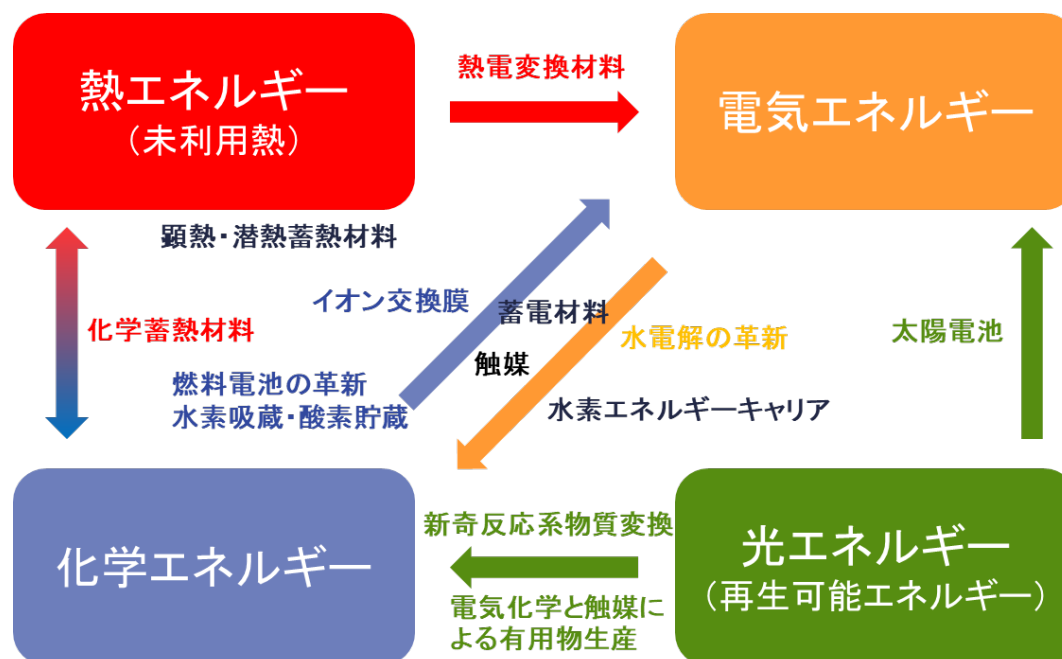 熱エネルギー
（未利用熱）
熱電変換材料
電気エネルギー
顕熱・潜熱蓄熱材料
イオン交換膜
蓄電材料
化学蓄熱材料
触媒
水電解の革新
太陽電池
燃料電池の革新
水素吸蔵・酸素貯蔵
水素エネルギーキャリア
化学エネルギー
新奇反応系物質変換
電気化学と触媒に
よる有用物生産
光エネルギー
（再生可能エネルギー）